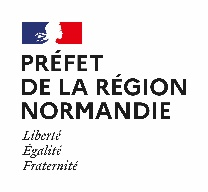 PRÉFET
DE LA RÉGION
NORMANDIE
Liberté
Égalité
Fraternité